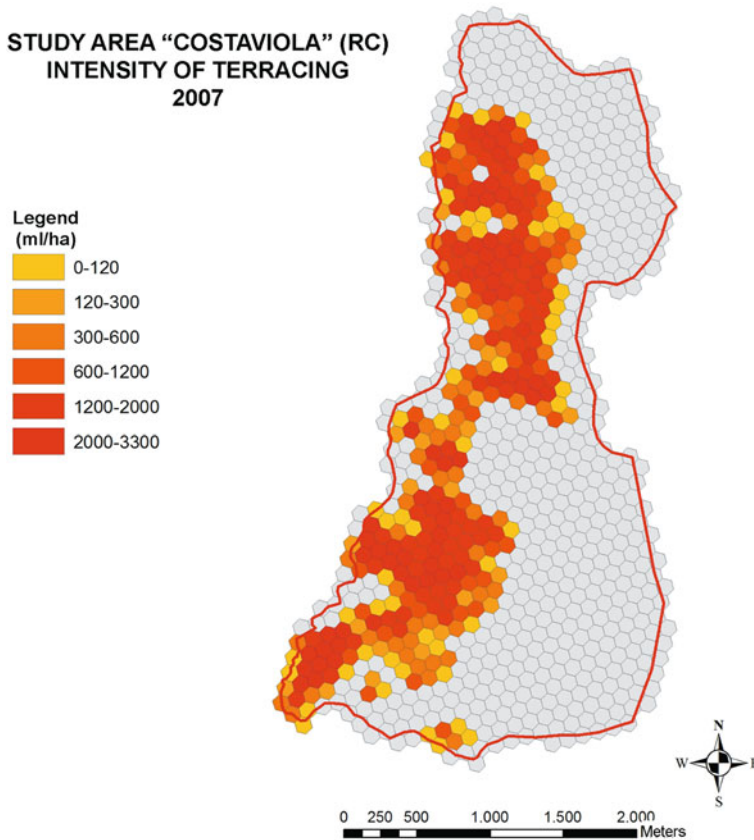 STUDY AREA “COSTAVIOLA” (RC)
INTENSITY OF TERRACING
2007
Legend
(ml/ha)
0-120
120-300
300-600
600-1200
1200-2000
2000-3300
N
W E
S
0 250 500 1.000 1.500 2.000
Meters